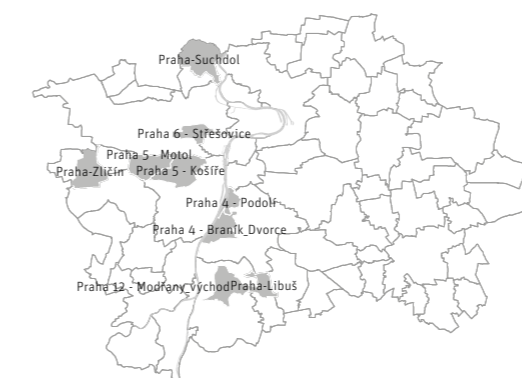 Praha-Suchdol
Praha 6 - Střešovice
Praha 5 - Motol
Praha-Zličín
Praha 5 - Košíře
Praha 4 - Podolí
Praha 4 - Braník_Dvorce
Praha 12 - Modřany_východ
Praha-Libuš